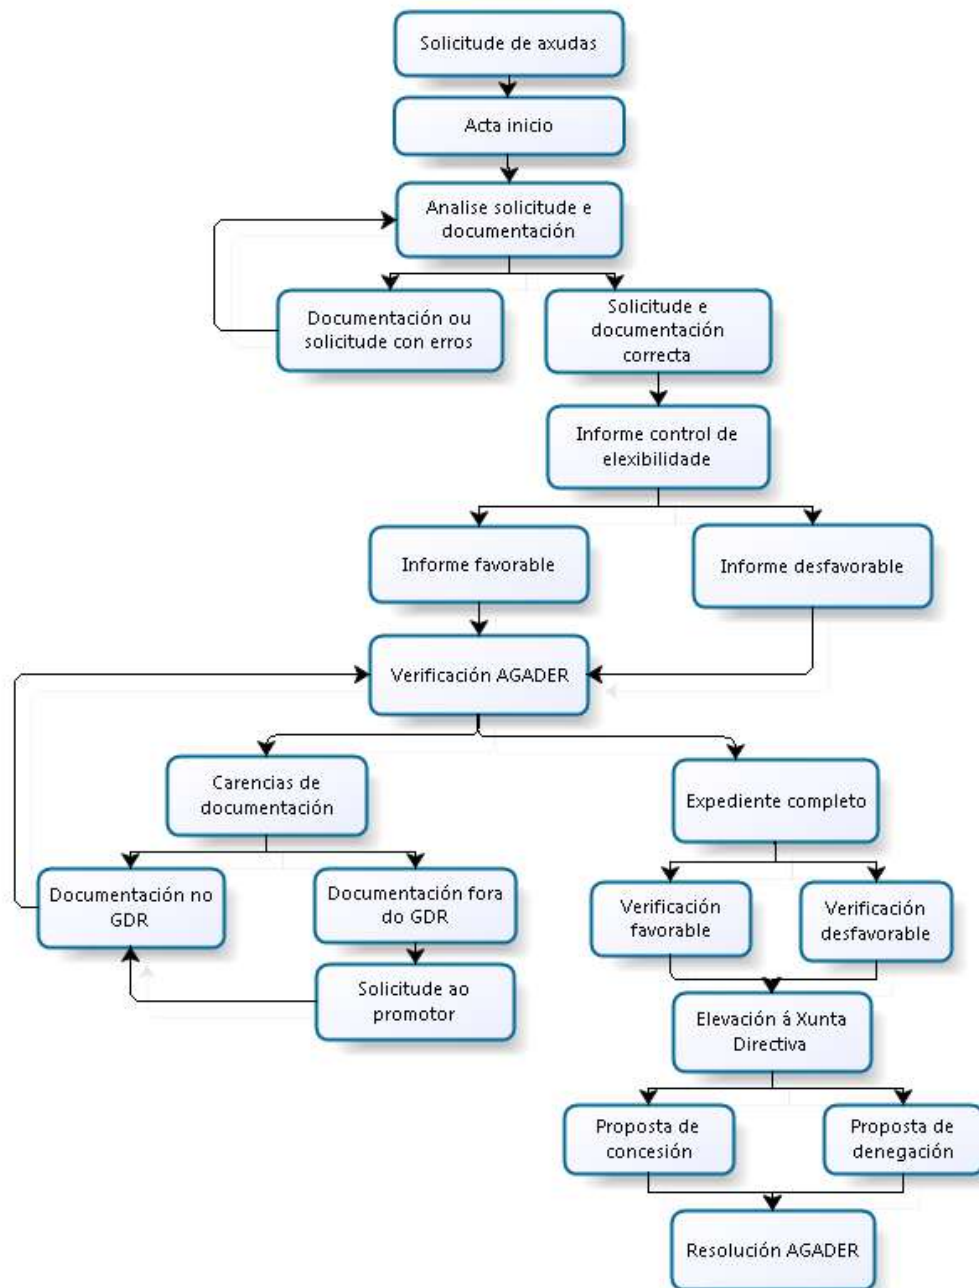 Solicitude de axudas
Acta inicio
Analise solicitude e
documentación
Documentación ou
solicitude con erros
Solicitude e
documentación
correcta
Informe control de
elexibilidade
Informe favorable
Informe desfavorable
Verificación AGADER
Carencias de
documentación
Expediente completo
Documentación no
GDR
Documentación fora
do GDR
Verificación
favorable
Verificación
desfavorable
Solicitude ao
promotor
Elevación á Xunta
Directiva
Proposta de
concesión
Proposta de
denegación
Resolución AGADER